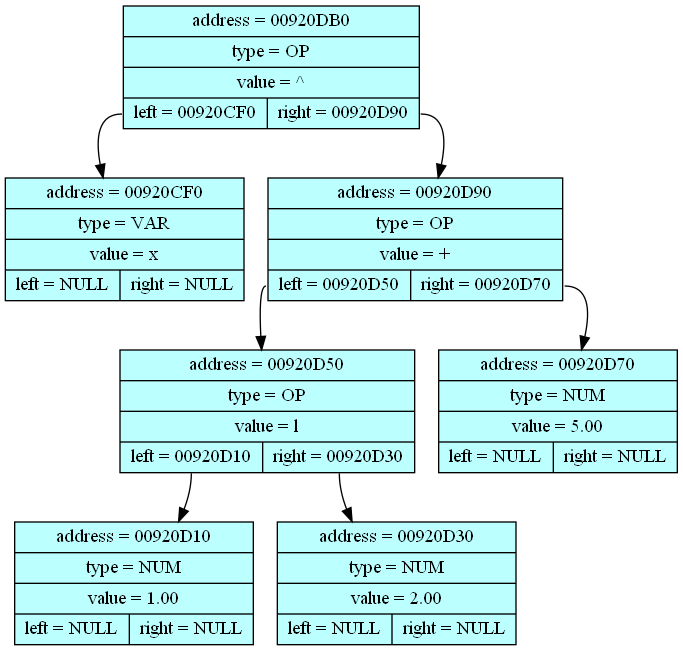 address = 00920DB0
type = OP
value = ^
left = 00920CF0 right = 00920D90
address = 00920CF0
type = VAR
value = x
left = NULL right = NULL
address = 00920D90
type = OP
value = +
left = 00920D50 right = 00920D70
address = 00920D50
type = OP
value = l
left = 00920D10 right = 00920D30
address = 00920D70
type = NUM
value = 5.00
left = NULL right = NULL
address = 00920D10
type = NUM
value = 1.00
left = NULL right = NULL
address = 00920D30
type = NUM
value = 2.00
left = NULL right = NULL